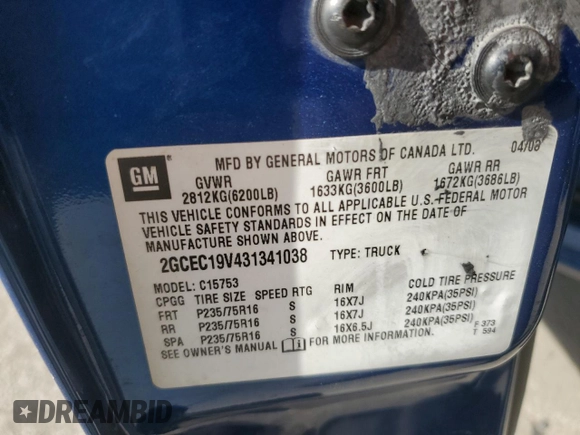 GM
MFD BY GENERAL MOTORS OF CANADA LTD. 04/03
GVWR GAWR FRT GAWR RR
2812KG(6200LB) 1633KG(3600LB) 1672KG(3686LB)
THIS VEHICLE CONFORMS TO ALL APPLICABLE U.S. FEDERAL MOTOR
VEHICLE SAFETY STANDARDS IN EFFECT ON THE DATE OF
MANUFACTURE SHOWN ABOVE.
2GCEC19V431341038 TYPE: TRUCK
MODEL: C15753
CPGG TIRE SIZE SPEED RTG RIM COLD TIRE PRESSURE
FRT P235/75R16 S 16X7J 240KPA(35PSI)
RR P235/75R16 S 16X7J 240KPA(35PSI)
SPA P235/75R16 S 16X6.5J 240KPA(35PSI)
SEE OWNER'S MANUAL FOR MORE INFORMATION.
F 373
T 594
DREAMBID